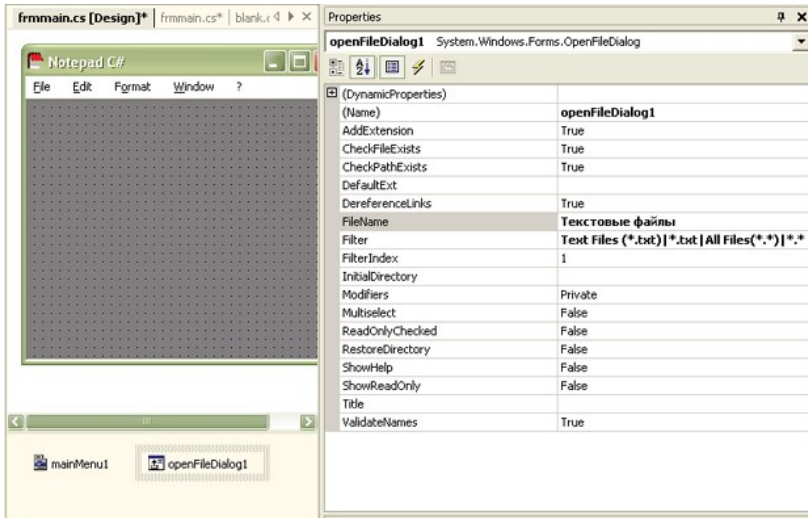 frmmain.cs [Design]* frmmain.cs* blank.c
Notepad C#
File Edit Format Window ?
mainMenu1 openFileDialog1
Properties
openFileDialog1 System.Windows.Forms.OpenFileDialog
(DynamicProperties)
(Name) openFileDialog1
AddExtension True
CheckFileExists True
CheckPathExists True
DefaultExt
DereferenceLinks True
FileName Текстовые файлы
Filter Text Files (*.txt)|*.txt|All Files(*.*)|*.*
FilterIndex 1
InitialDirectory
Modifiers Private
Multiselect False
ReadOnlyChecked False
RestoreDirectory False
ShowHelp False
ShowReadOnly False
Title
ValidateNames True